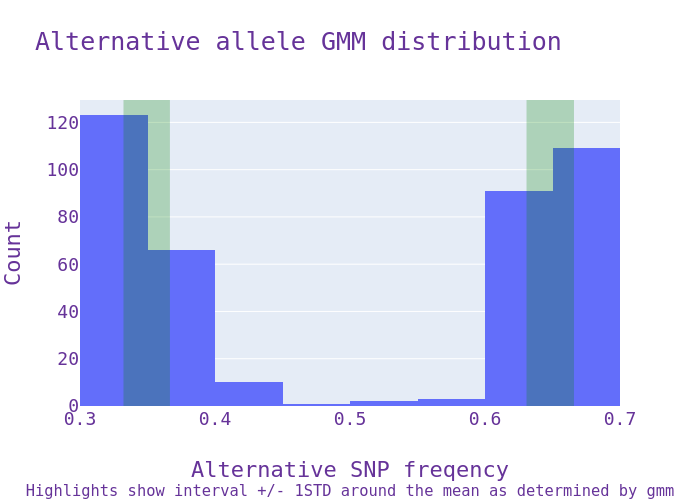 Alternative allele GMM distribution
120
100
80
60
40
20
0
Count
0.3 0.4 0.5 0.6 0.7
Alternative SNP freqency
Highlights show interval +/- 1STD around the mean as determined by gmm